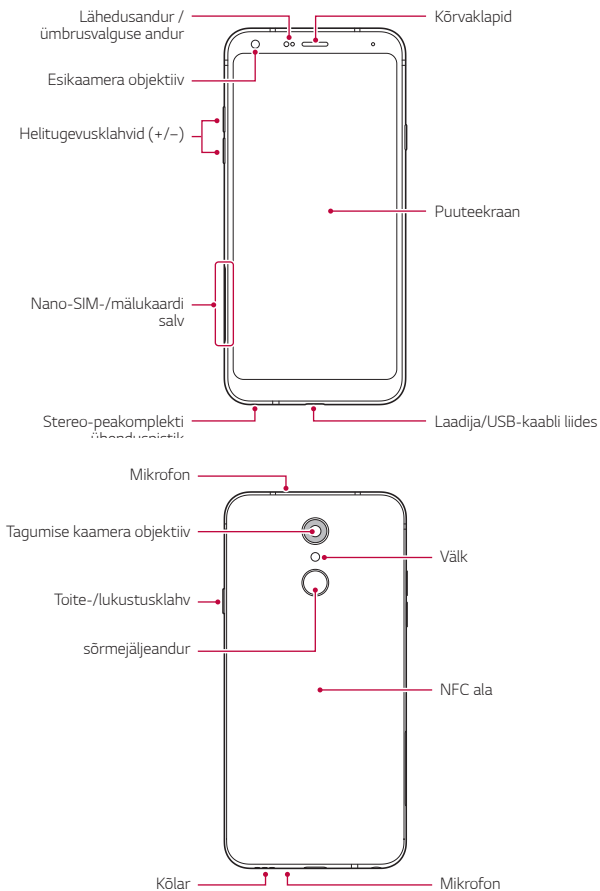 Lähedusandur /
ümbrusvalguse andur
Kõrvaklapid
Esikaamera objektiiv
Helitugevusklahvid (+/−)
Puuteekraan
Nano-SIM-/mälukaardi
salv
Stereo-peakomplekti
Laadija/USB-kaabli liides
Mikrofon
Tagumise kaamera objektiiv
Välk
Toite-/lukustusklahv
sõrmejäljeandur
NFC ala
Kõlar
Mikrofon